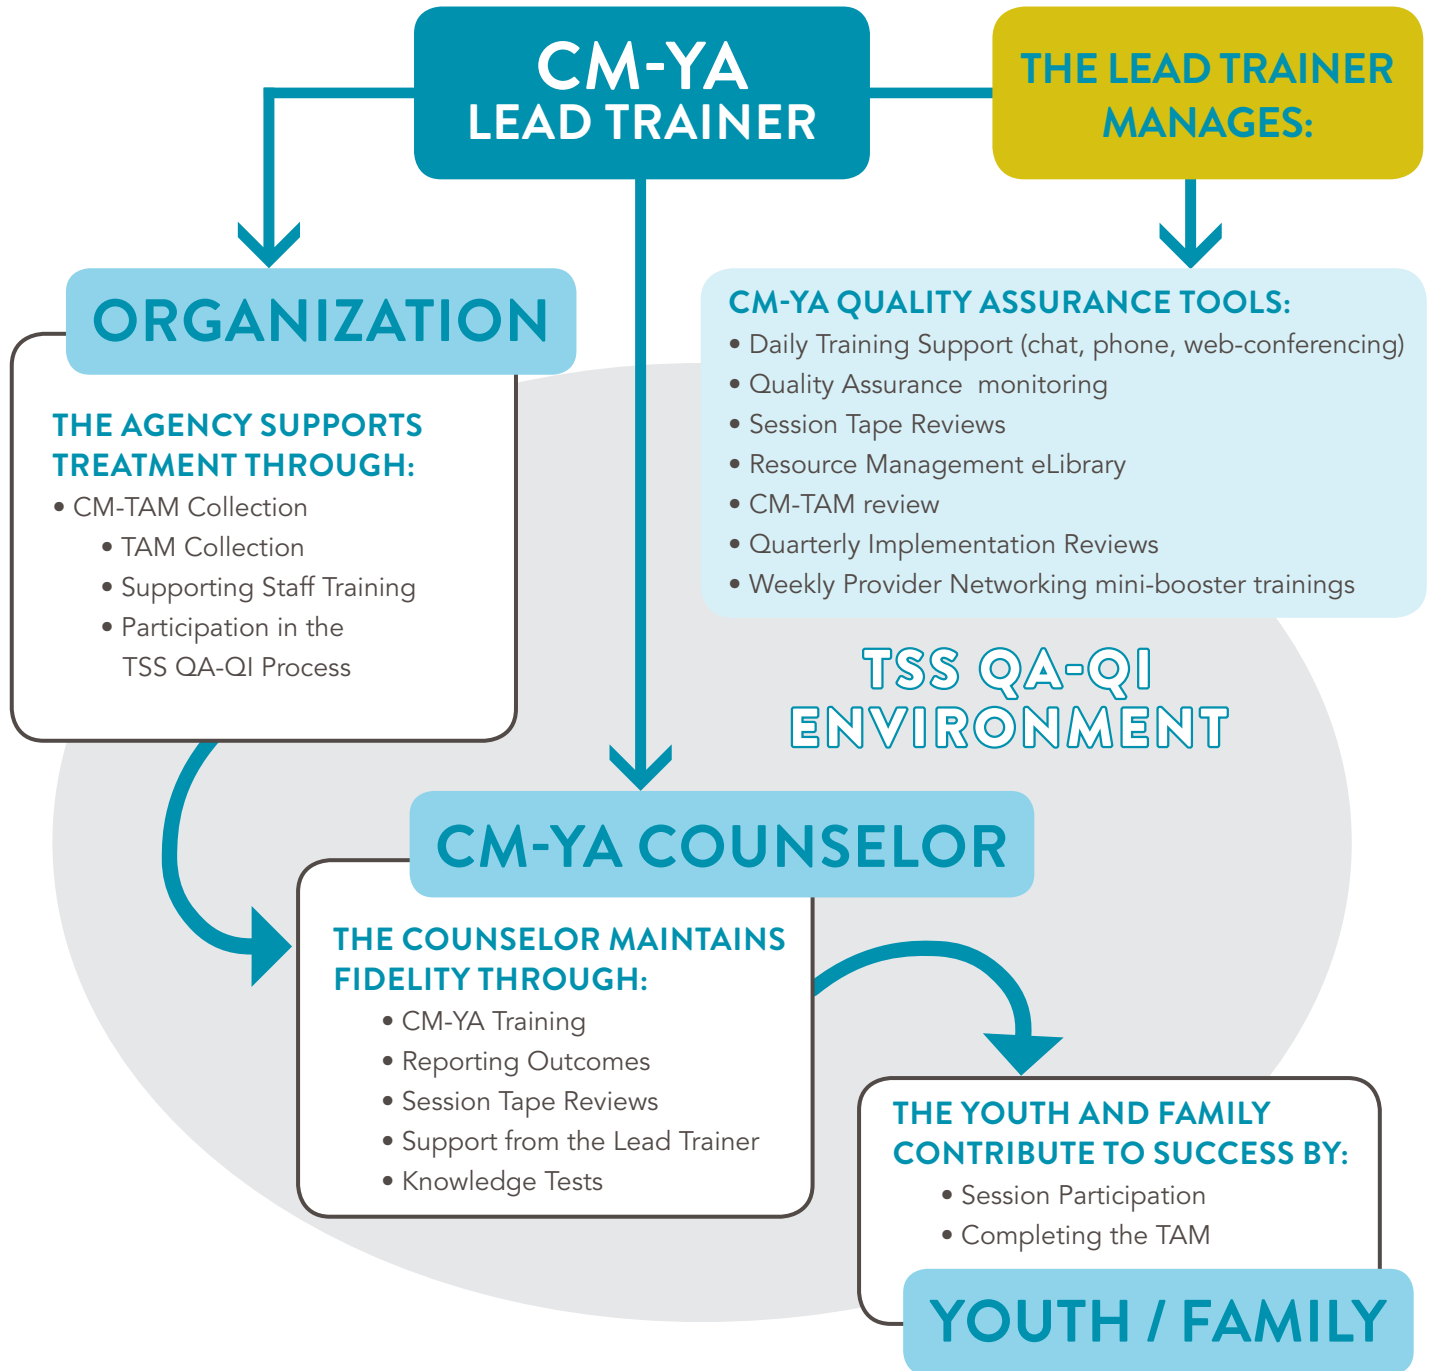 CM-YA
LEAD TRAINER
THE LEAD TRAINER
MANAGES:
ORGANIZATION
THE AGENCY SUPPORTS
TREATMENT THROUGH:
• CM-TAM Collection
• TAM Collection
• Supporting Staff Training
• Participation in the
TSS QA-QI Process
CM-YA QUALITY ASSURANCE TOOLS:
• Daily Training Support (chat, phone, web-conferencing)
• Quality Assurance  monitoring
• Session Tape Reviews
• Resource Management eLibrary
• CM-TAM review
• Quarterly Implementation Reviews
• Weekly Provider Networking mini-booster trainings
TSS QA-QI
ENVIRONMENT
CM-YA COUNSELOR
THE COUNSELOR MAINTAINS
FIDELITY THROUGH:
• CM-YA Training
• Reporting Outcomes
• Session Tape Reviews
• Support from the Lead Trainer
• Knowledge Tests
THE YOUTH AND FAMILY
CONTRIBUTE TO SUCCESS BY:
• Session Participation
• Completing the TAM
YOUTH / FAMILY